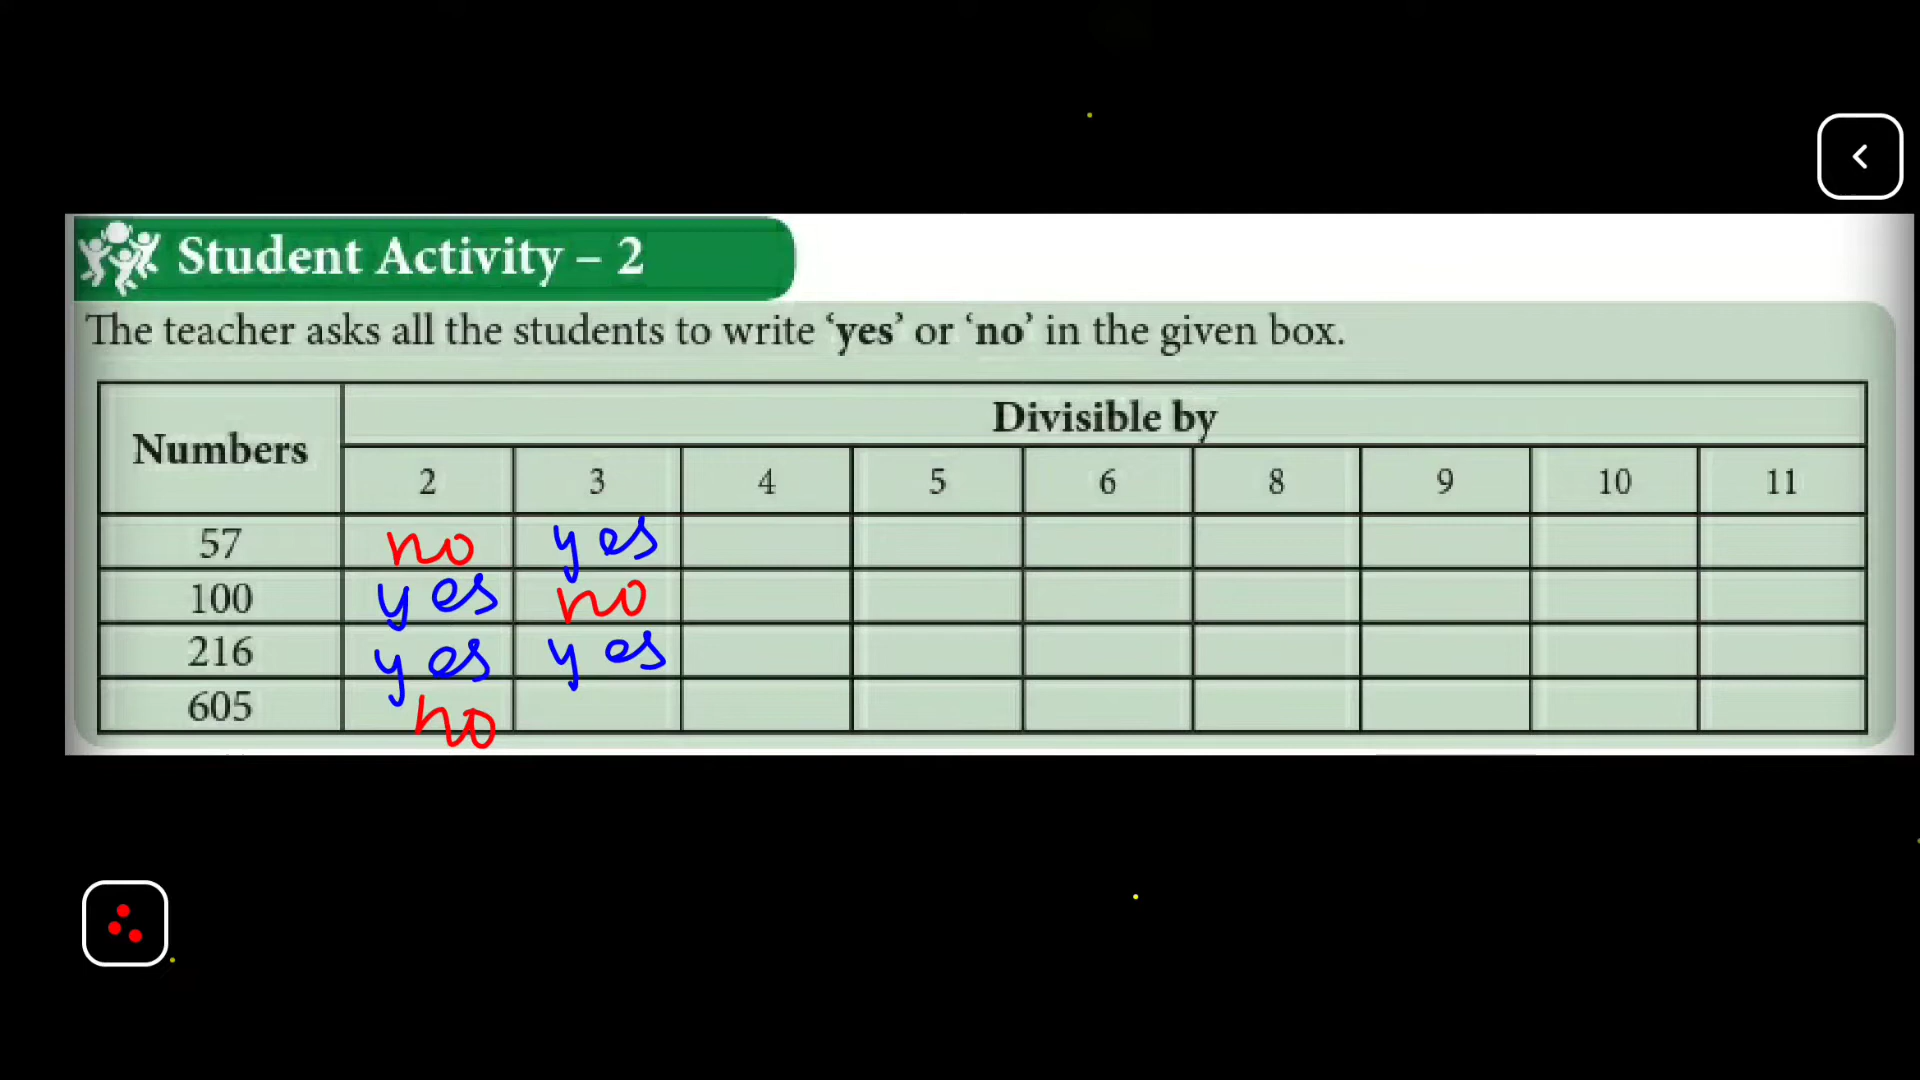 Student Activity – 2
The teacher asks all the students to write ‘yes’ or ‘no’ in the given box.
Numbers Divisible by
2 3 4 5 6 8 9 10 11
57 no yes
100 yes no
216 yes yes
605 no